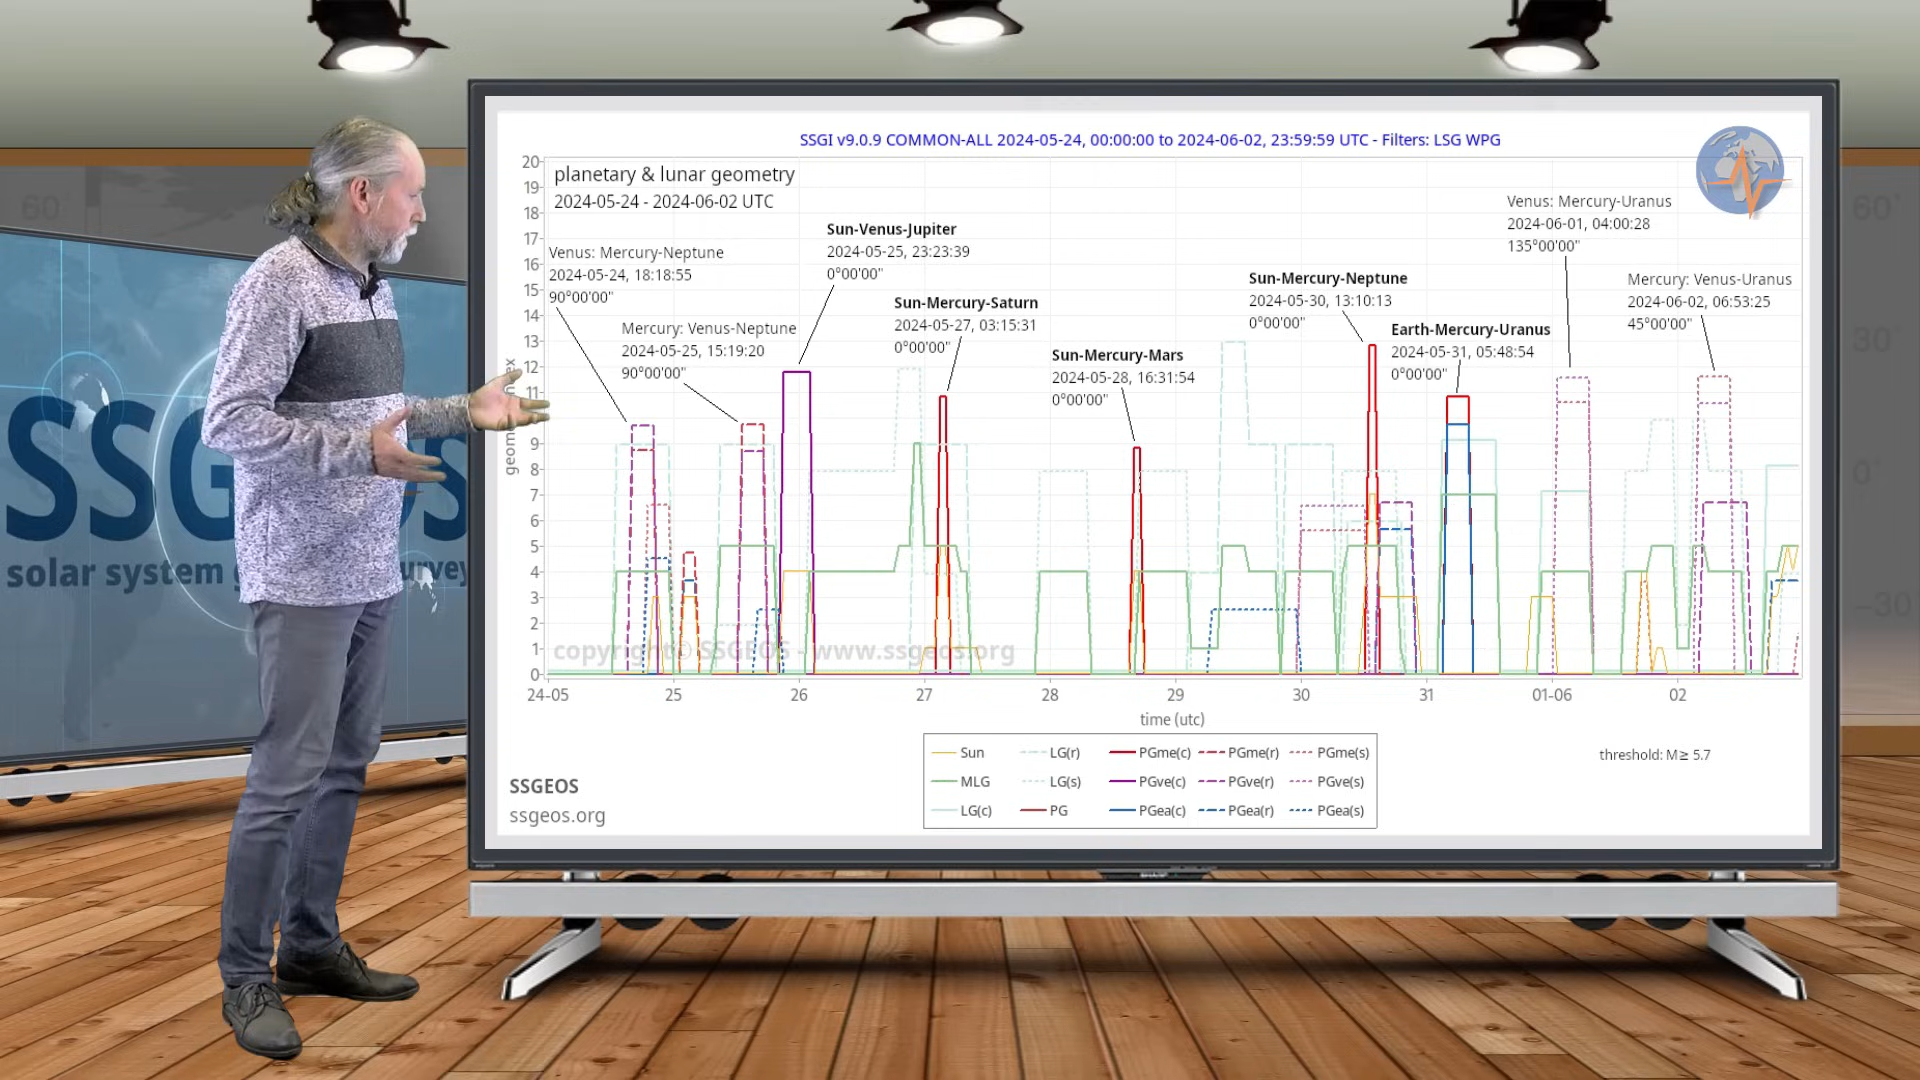 SSGI v9.0.9 COMMON-ALL 2024-05-24, 00:00:00 to 2024-06-02, 23:59:59 UTC - Filters: LSG WPG
planetary & lunar geometry
2024-05-24 - 2024-06-02 UTC
Venus: Mercury-Neptune
2024-05-24, 18:18:55
90°00'00"
Mercury: Venus-Neptune
2024-05-25, 15:19:20
90°00'00"
Sun-Venus-Jupiter
2024-05-25, 23:23:39
0°00'00"
Sun-Mercury-Saturn
2024-05-27, 03:15:31
0°00'00"
Sun-Mercury-Mars
2024-05-28, 16:31:54
0°00'00"
Sun-Mercury-Neptune
2024-05-30, 13:10:13
0°00'00"
Earth-Mercury-Uranus
2024-05-31, 05:48:54
0°00'00"
Venus: Mercury-Uranus
2024-06-01, 04:00:28
135°00'00"
Mercury: Venus-Uranus
2024-06-02, 06:53:25
45°00'00"
20
19
18
17
16
15
14
13
12
11
9
8
7
6
5
4
3
2
1
0
copyright © SSGEOS - www.ssgeos.org
24-05 25 26 27 28 29 30 31 01-06 02
time (utc)
Sun LG(r) PGme(c) PGme(r) PGme(s)
MLG LG(s) PGve(c) PGve(r) PGve(s)
LG(c) PG PGea(c) PGea(r) PGea(s)
threshold: M≥ 5.7
SSGEOS
ssgeos.org
solar system
60°
60°
30°
0°
-30°